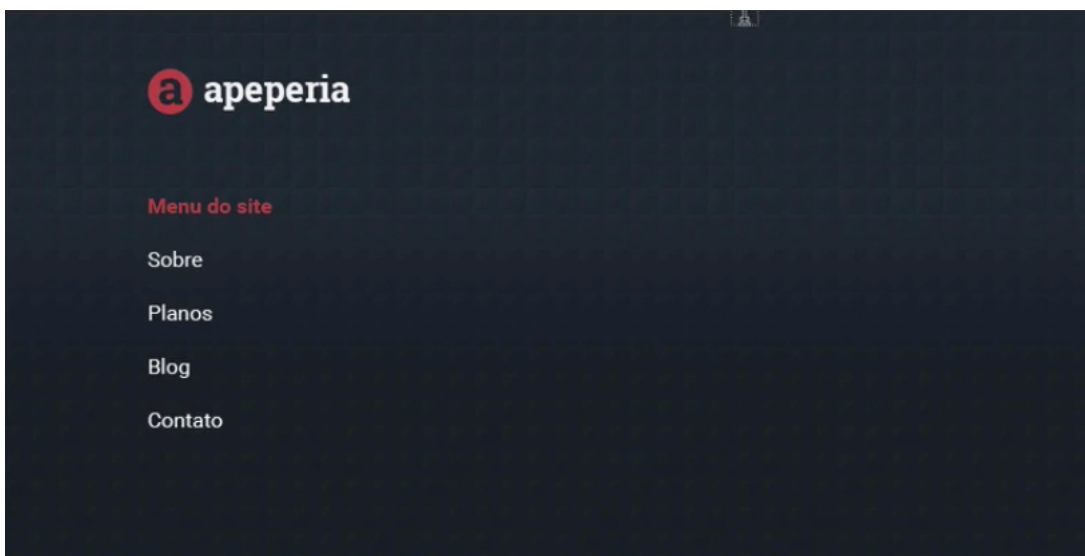 a apeperia
Menu do site
Sobre
Planos
Blog
Contato